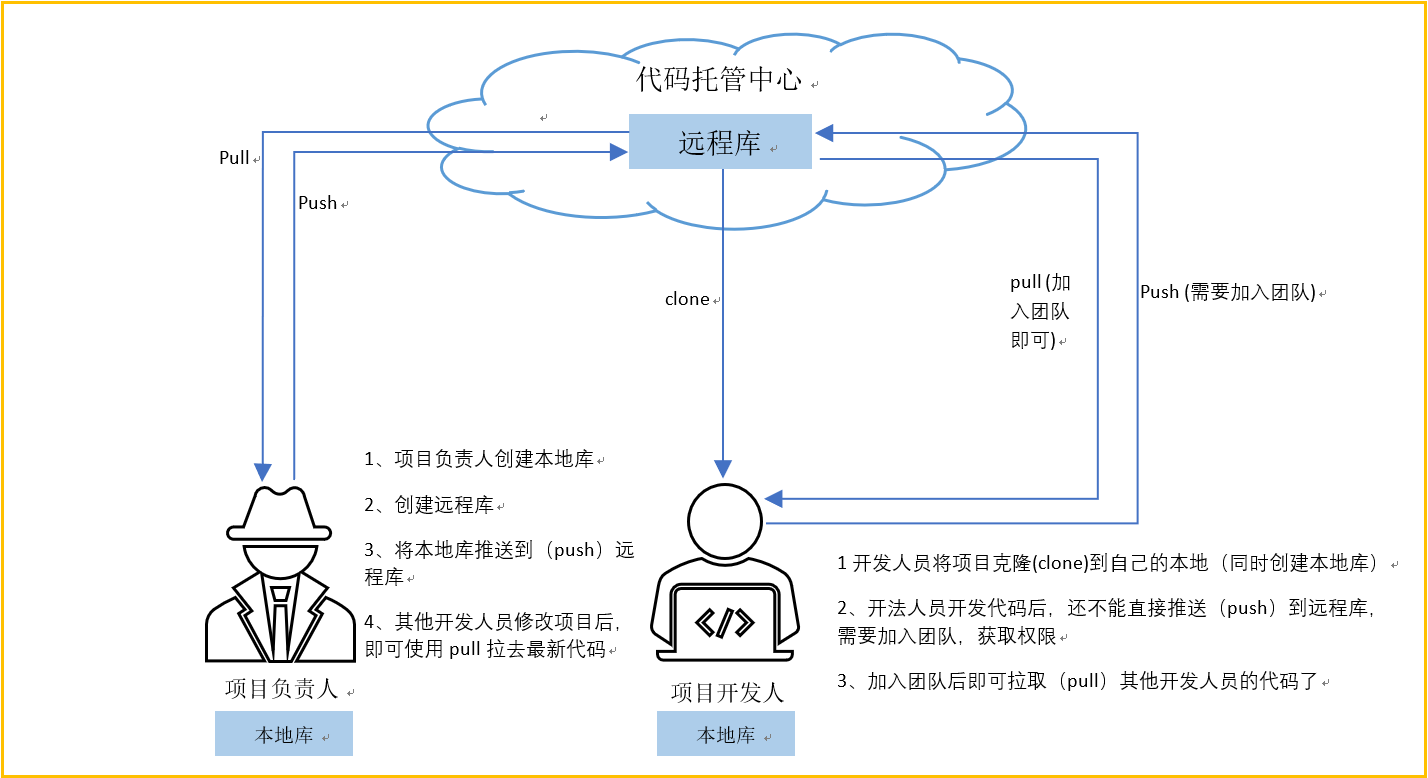 代码托管中心
远程库
Pull
Push
clone
pull (加
入团队
即可)
Push (需要加入团队)
1、项目负责人创建本地库
2、创建远程库
3、将本地库推送到（push）远
程库
4、其他开发人员修改项目后，
即可使用 pull 拉去最新代码
项目负责人
本地库
</>
项目开发人
本地库
1 开发人员将项目克隆(clone)到自己的本地（同时创建本地库）
2、开法人员开发代码后，还不能直接推送（push）到远程库，
需要加入团队，获取权限
3、加入团队后即可拉取（pull）其他开发人员的代码了